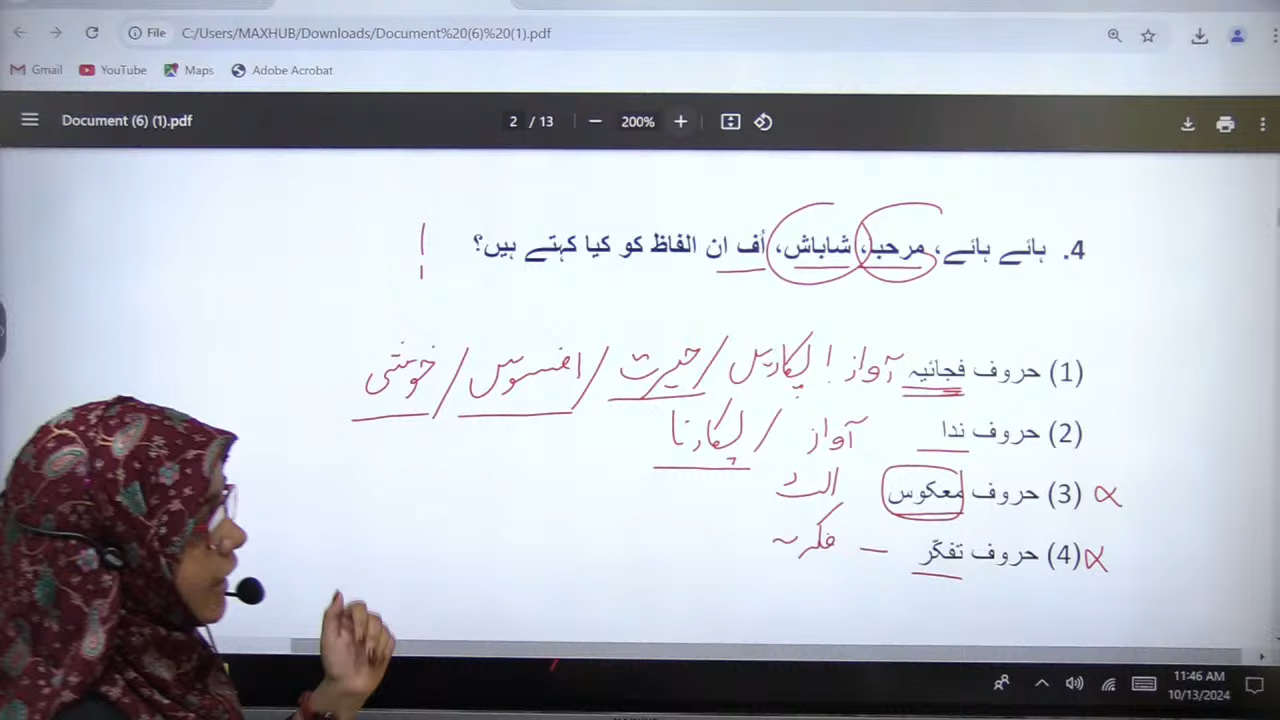 File C:/Users/MAXHUB/Downloads/Document%20(6)%20(1).pdf
Gmail YouTube Maps Adobe Acrobat
Document (6) (1).pdf 2 / 13 200%
4. ہائے ہائے، مرحبا، شاباش، اُف ان الفاظ کو کیا کہتے ہیں؟ !
(1) حروف فجائیہ آواز ! پکاریں / حیرت / افسوس / خوشی
(2) حروف ندا آواز / پکارنا
(3) حروف معکوس الٹ
(4) حروف تفکّر – فکر
11:46 AM
10/13/2024